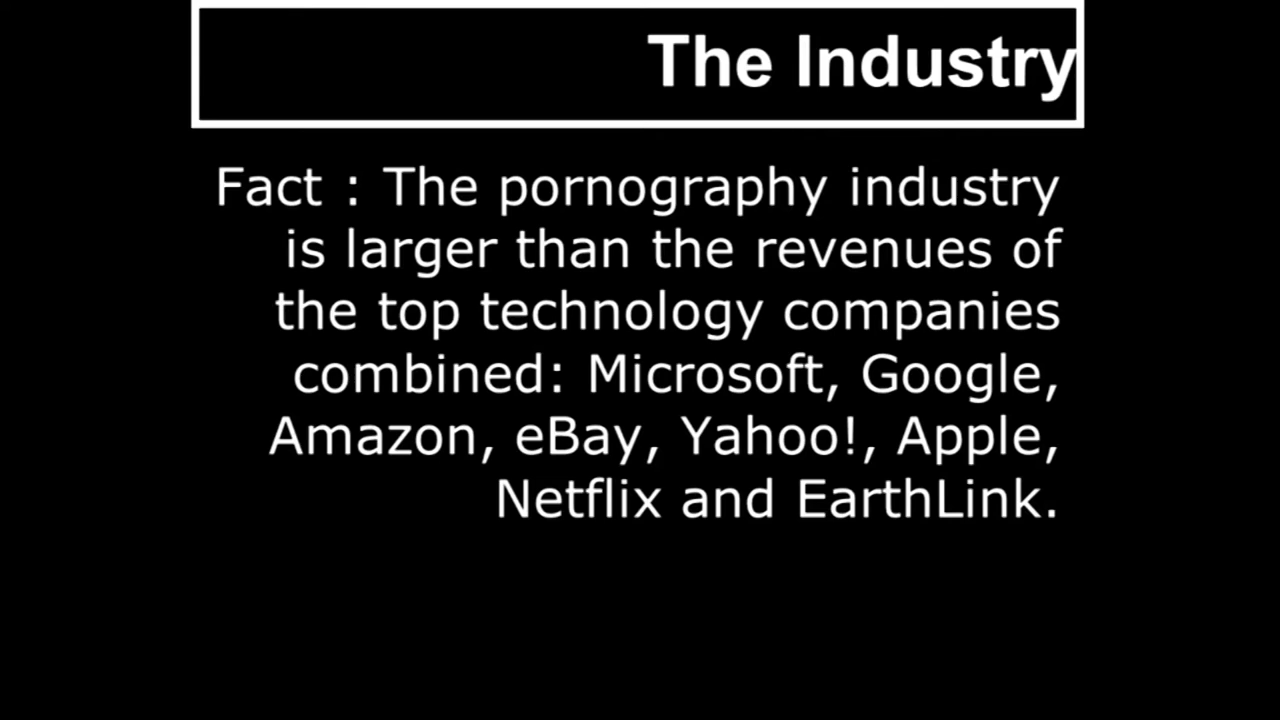 The Industry
Fact : The pornography industry
is larger than the revenues of
the top technology companies
combined: Microsoft, Google,
Amazon, eBay, Yahoo!, Apple,
Netflix and EarthLink.